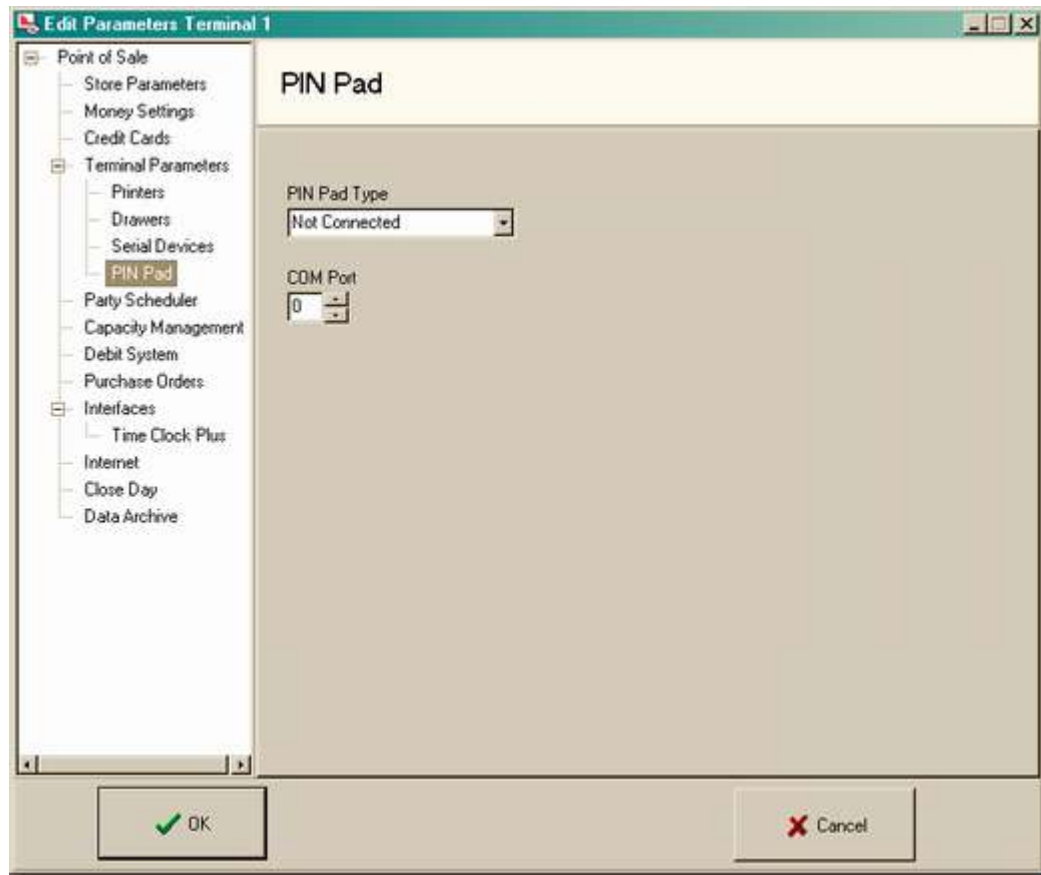 Edit Parameters Terminal 1
Point of Sale
Store Parameters
Money Settings
Credit Cards
Terminal Parameters
Printers
Drawers
Serial Devices
PIN Pad
Party Scheduler
Capacity Management
Debit System
Purchase Orders
Interfaces
Time Clock Plus
Internet
Close Day
Data Archive
PIN Pad
PIN Pad Type
Not Connected
COM Port
0
OK
Cancel